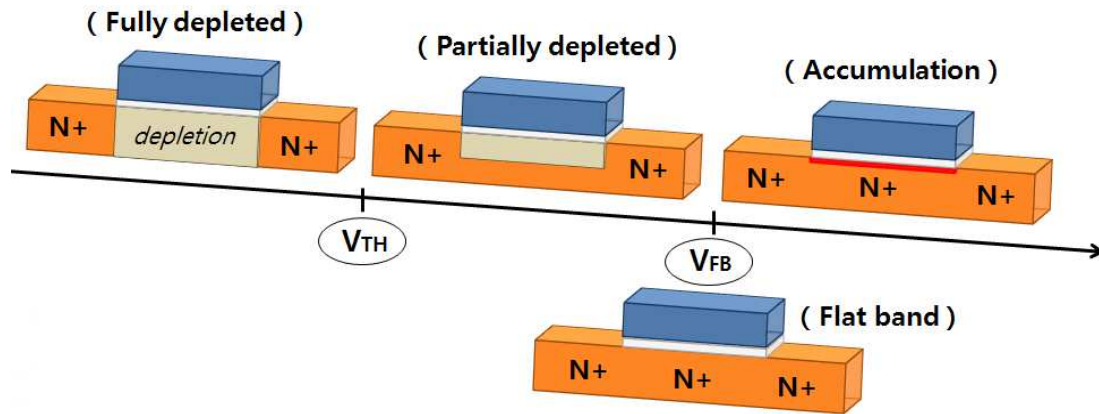 ( Fully depleted )
( Partially depleted )
( Accumulation )
N+ depletion N+
N+ N+
N+ N+ N+
VTH
VFB
( Flat band )
N+ N+ N+